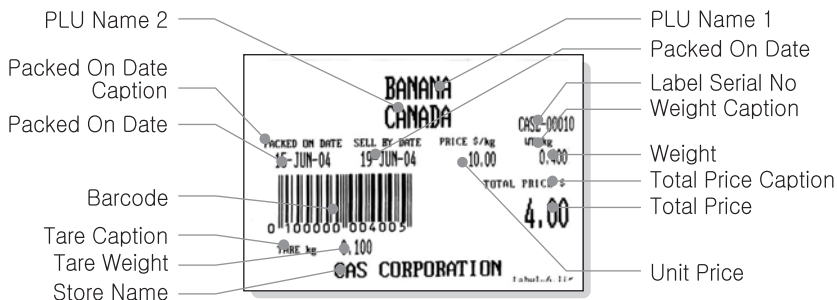 PLU Name 2
PLU Name 1
Packed On Date
Packed On Date
Caption
Label Serial No
Weight Caption
Packed On Date
Weight
Total Price Caption
Total Price
Barcode
Tare Caption
Tare Weight
Store Name
Unit Price
BANANA
CANADA
PACKED ON DATE SELL BY DATE PRICE $/kg
15-JUN-04 19-JUN-04 10.00 0.400
TOTAL PRICE $
4.00
0 100000 004005
TARE kg 0.100
CAS CORPORATION